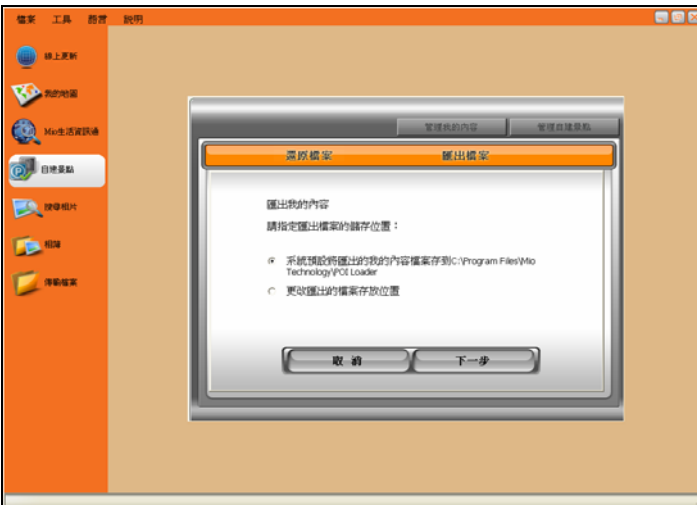 檔案 工具 語言 說明
線上更新
我的地圖
Mio生活資訊通
自建景點
搜尋相片
相簿
傳輸檔案
管理我的內容 管理自建景點
還原檔案 匯出檔案
匯出我的內容
請指定匯出檔案的儲存位置：
系統預設將匯出的我的內容檔案存到C:\Program Files\Mio
Technology\POI Loader
更改匯出的檔案存放位置
取 消 下一步